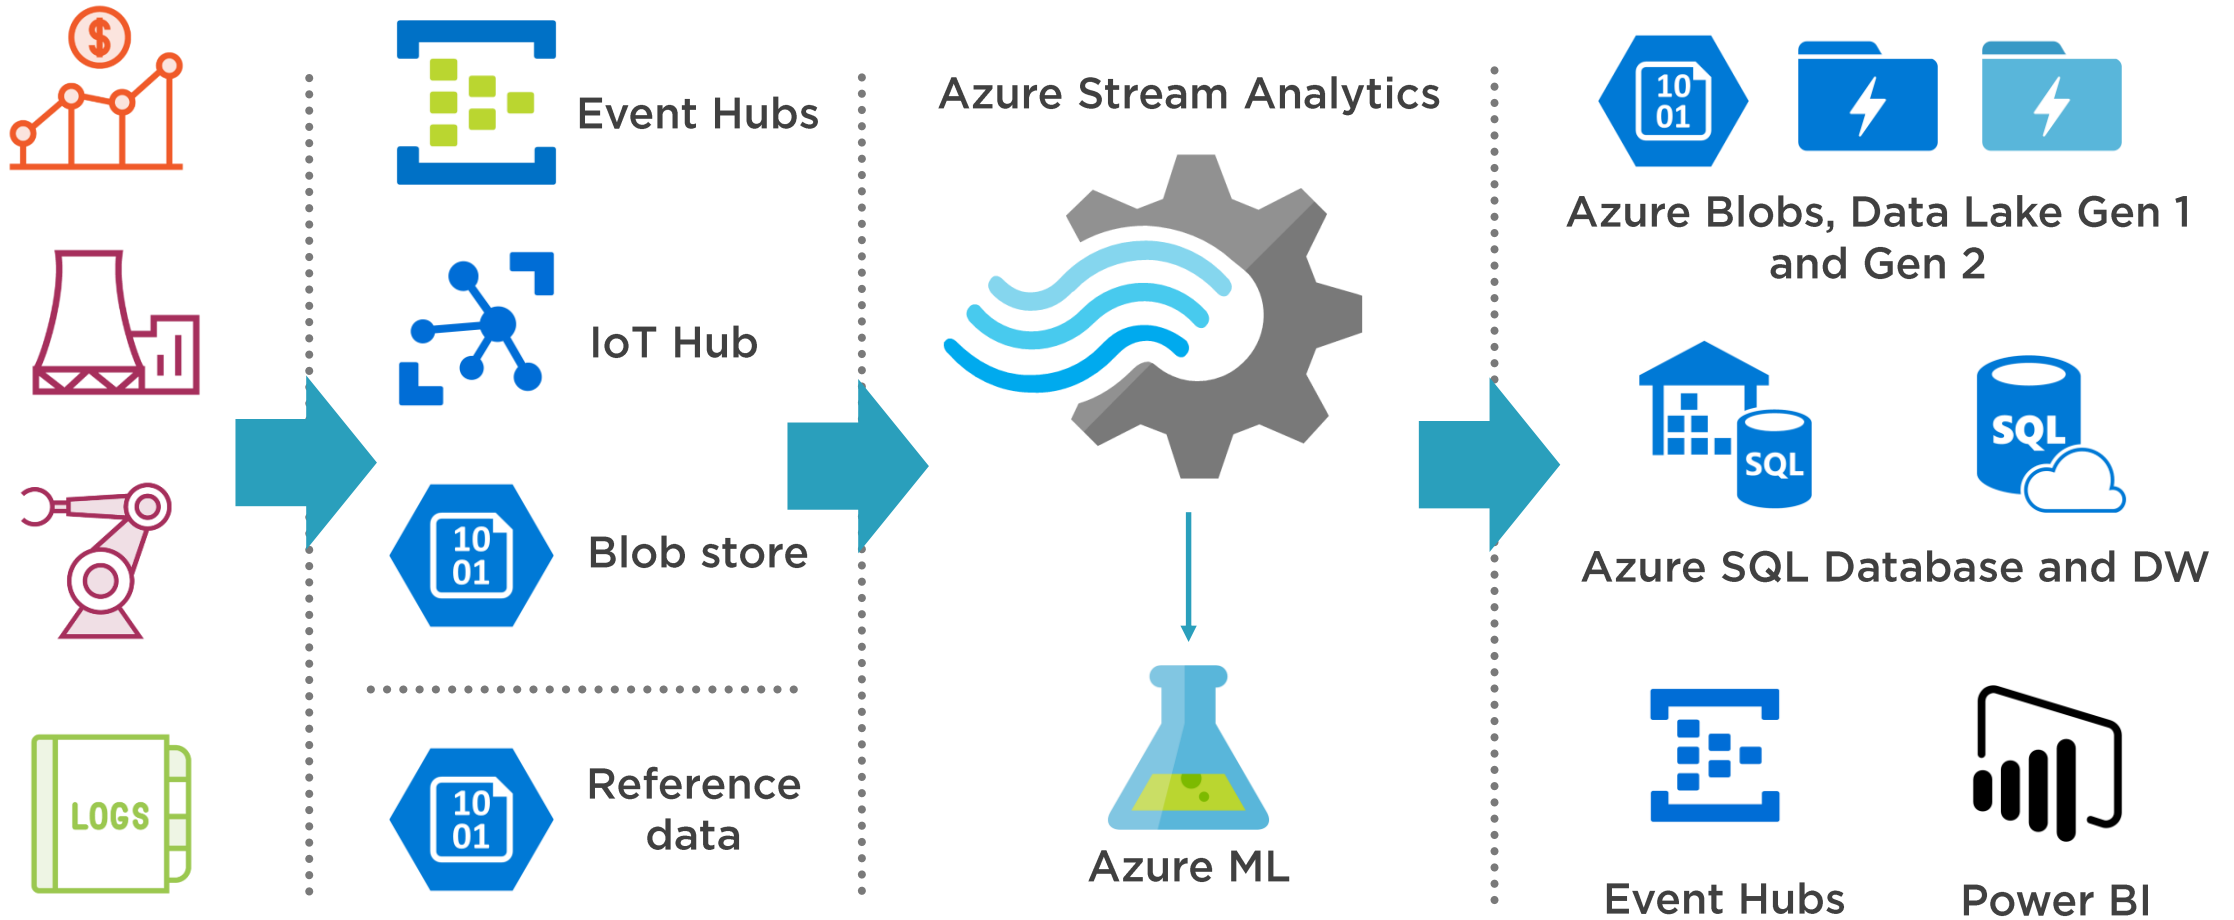 $
LOGS
Event Hubs
IoT Hub
10
01
Blob store
10
01
Reference
data
Azure Stream Analytics
Azure ML
10
01
Azure Blobs, Data Lake Gen 1
and Gen 2
SQL
SQL
Azure SQL Database and DW
Event Hubs
Power BI